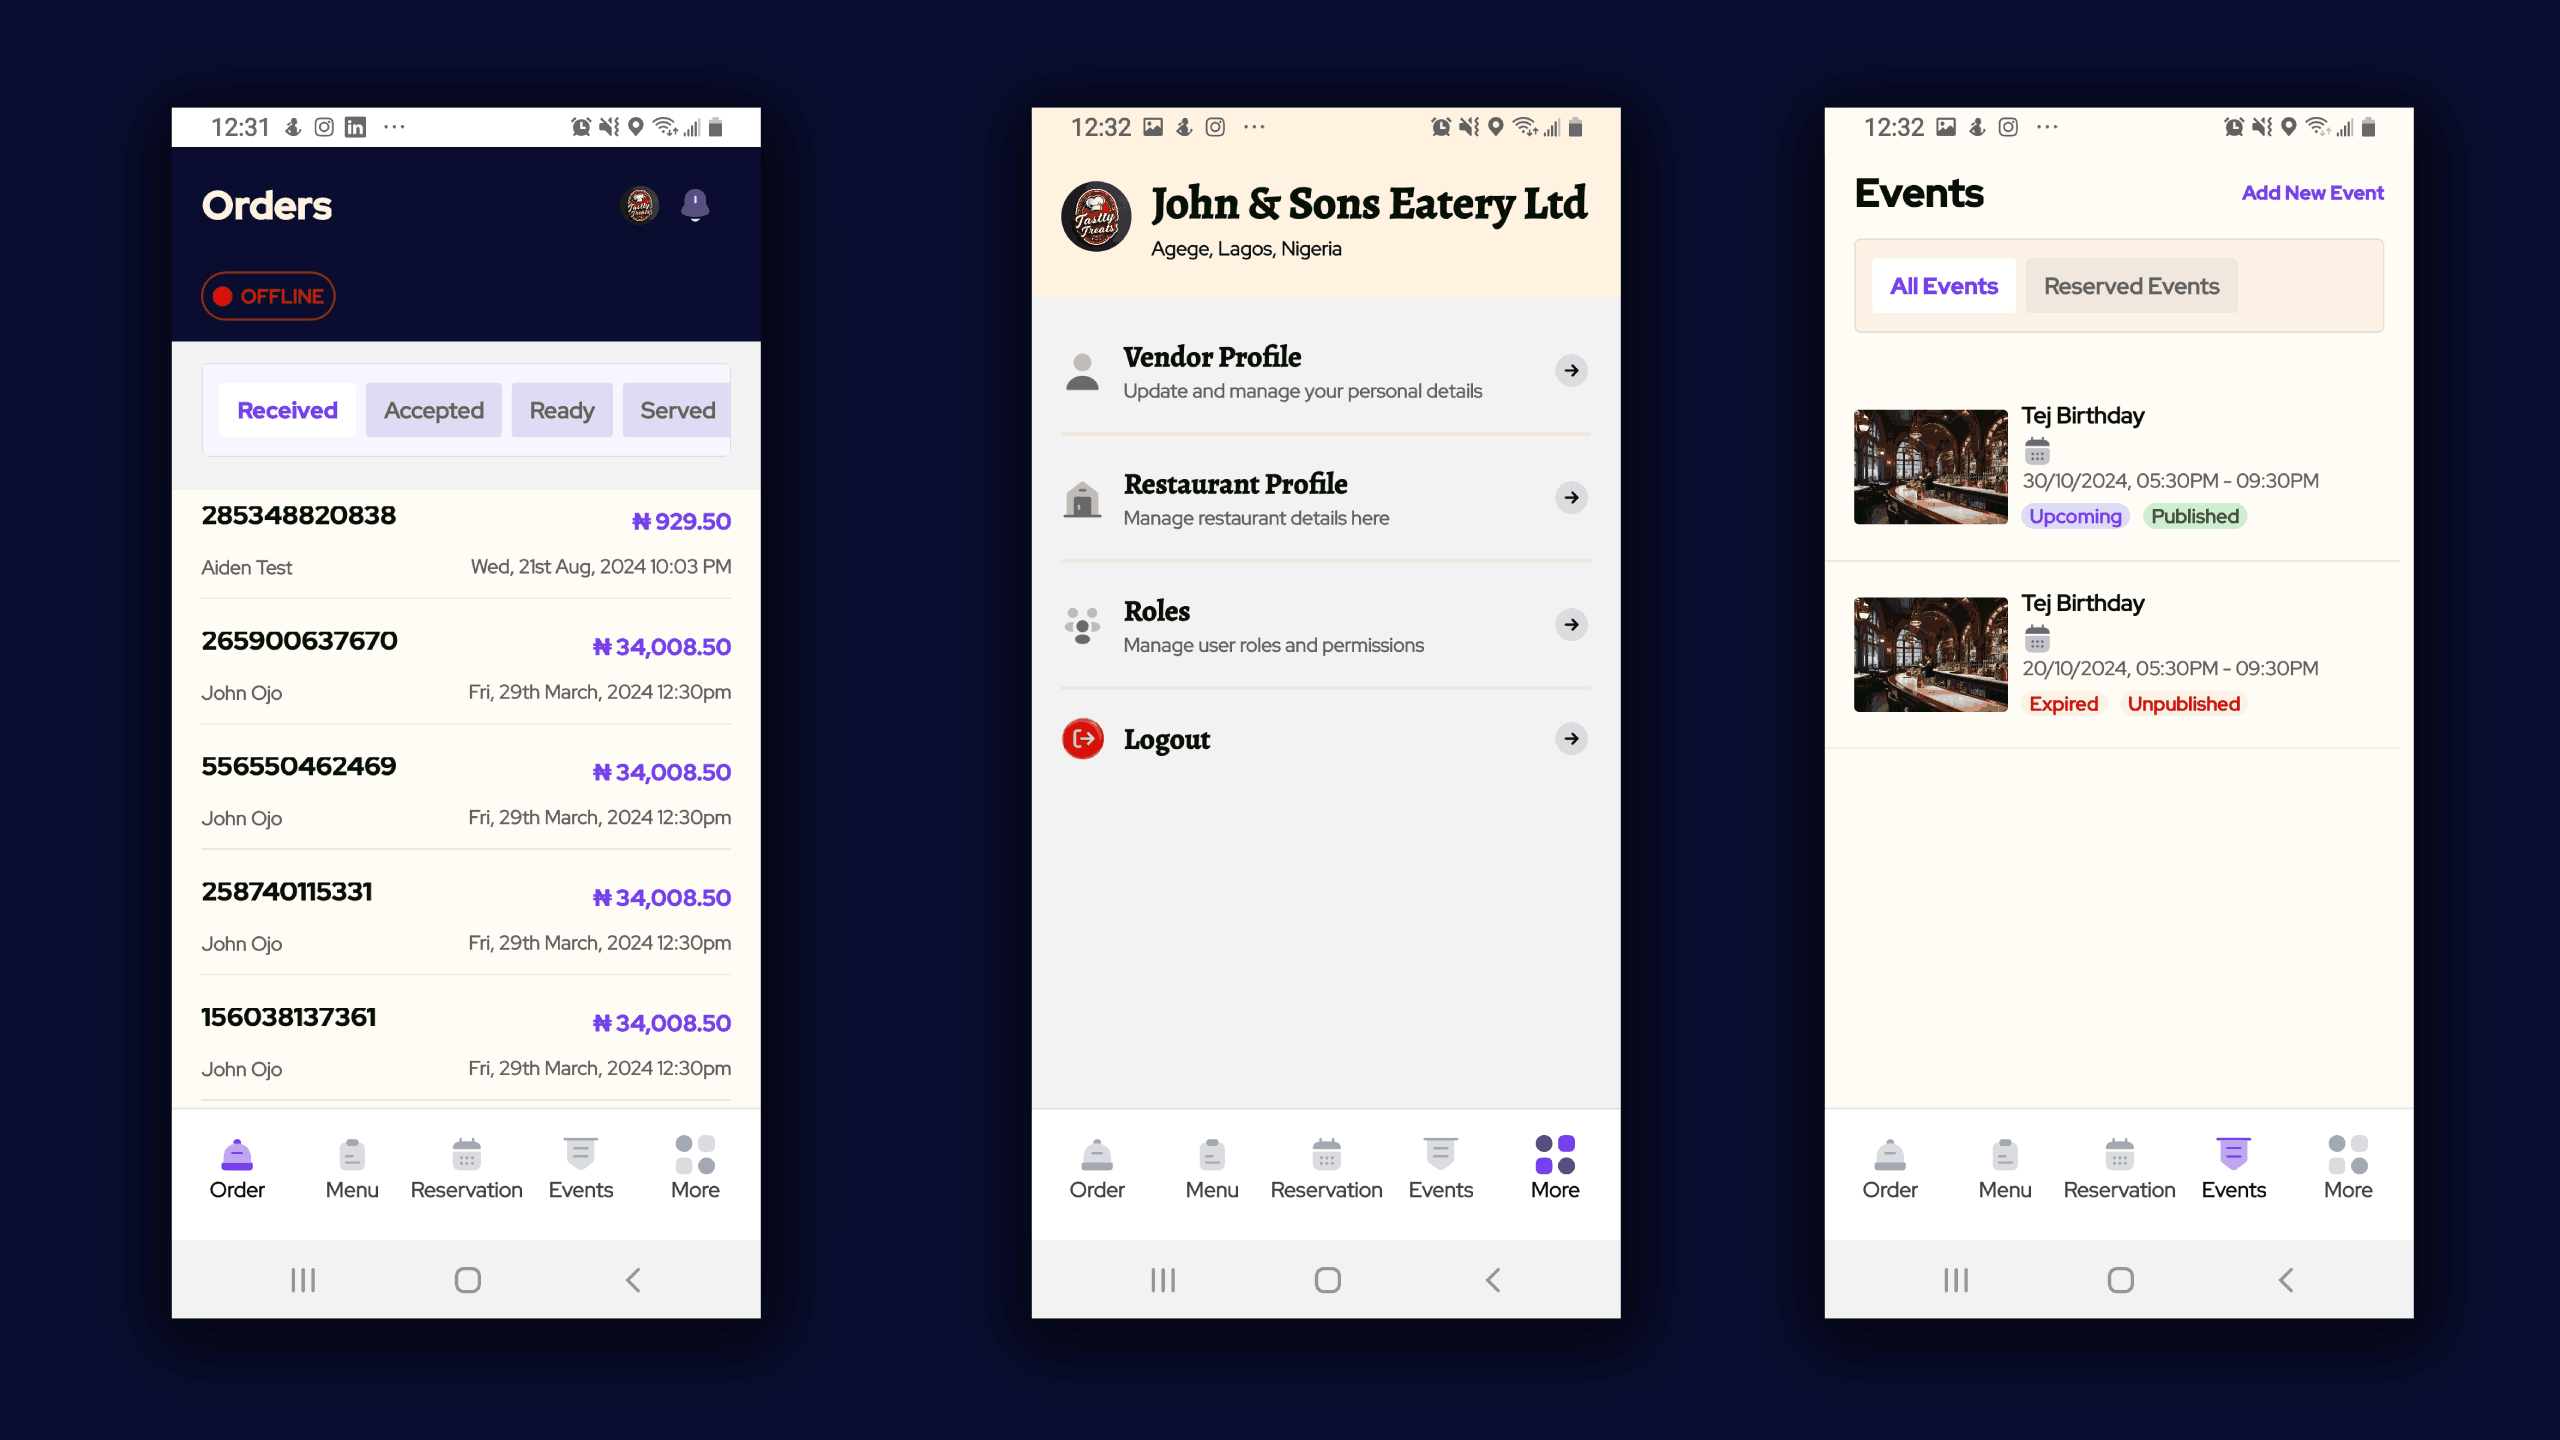 12:31
Orders
OFFLINE
Received Accepted Ready Served
285348820838 ₦ 929.50
Aiden Test Wed, 21st Aug, 2024 10:03 PM
265900637670 ₦ 34,008.50
John Ojo Fri, 29th March, 2024 12:30pm
556550462469 ₦ 34,008.50
John Ojo Fri, 29th March, 2024 12:30pm
258740115331 ₦ 34,008.50
John Ojo Fri, 29th March, 2024 12:30pm
156038137361 ₦ 34,008.50
John Ojo Fri, 29th March, 2024 12:30pm
Order Menu Reservation Events More
12:32
Tastty
Treats
John & Sons Eatery Ltd
Agege, Lagos, Nigeria
Vendor Profile
Update and manage your personal details
Restaurant Profile
Manage restaurant details here
Roles
Manage user roles and permissions
Logout
Order Menu Reservation Events More
12:32
Events Add New Event
All Events Reserved Events
Tej Birthday
30/10/2024, 05:30PM - 09:30PM
Upcoming Published
Tej Birthday
20/10/2024, 05:30PM - 09:30PM
Expired Unpublished
Order Menu Reservation Events More